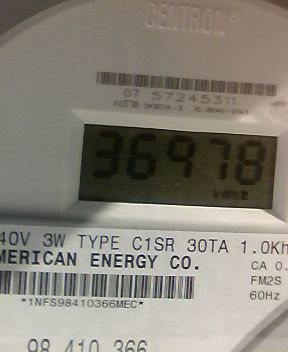 CENTRON®
07 57245311
36978
kWh
40V 3W TYPE C1SR 30TA 1.0Kh
MERICAN ENERGY CO.
CA 0.
FM2S
60Hz
*1NFS98410366MEC*
98 410 366